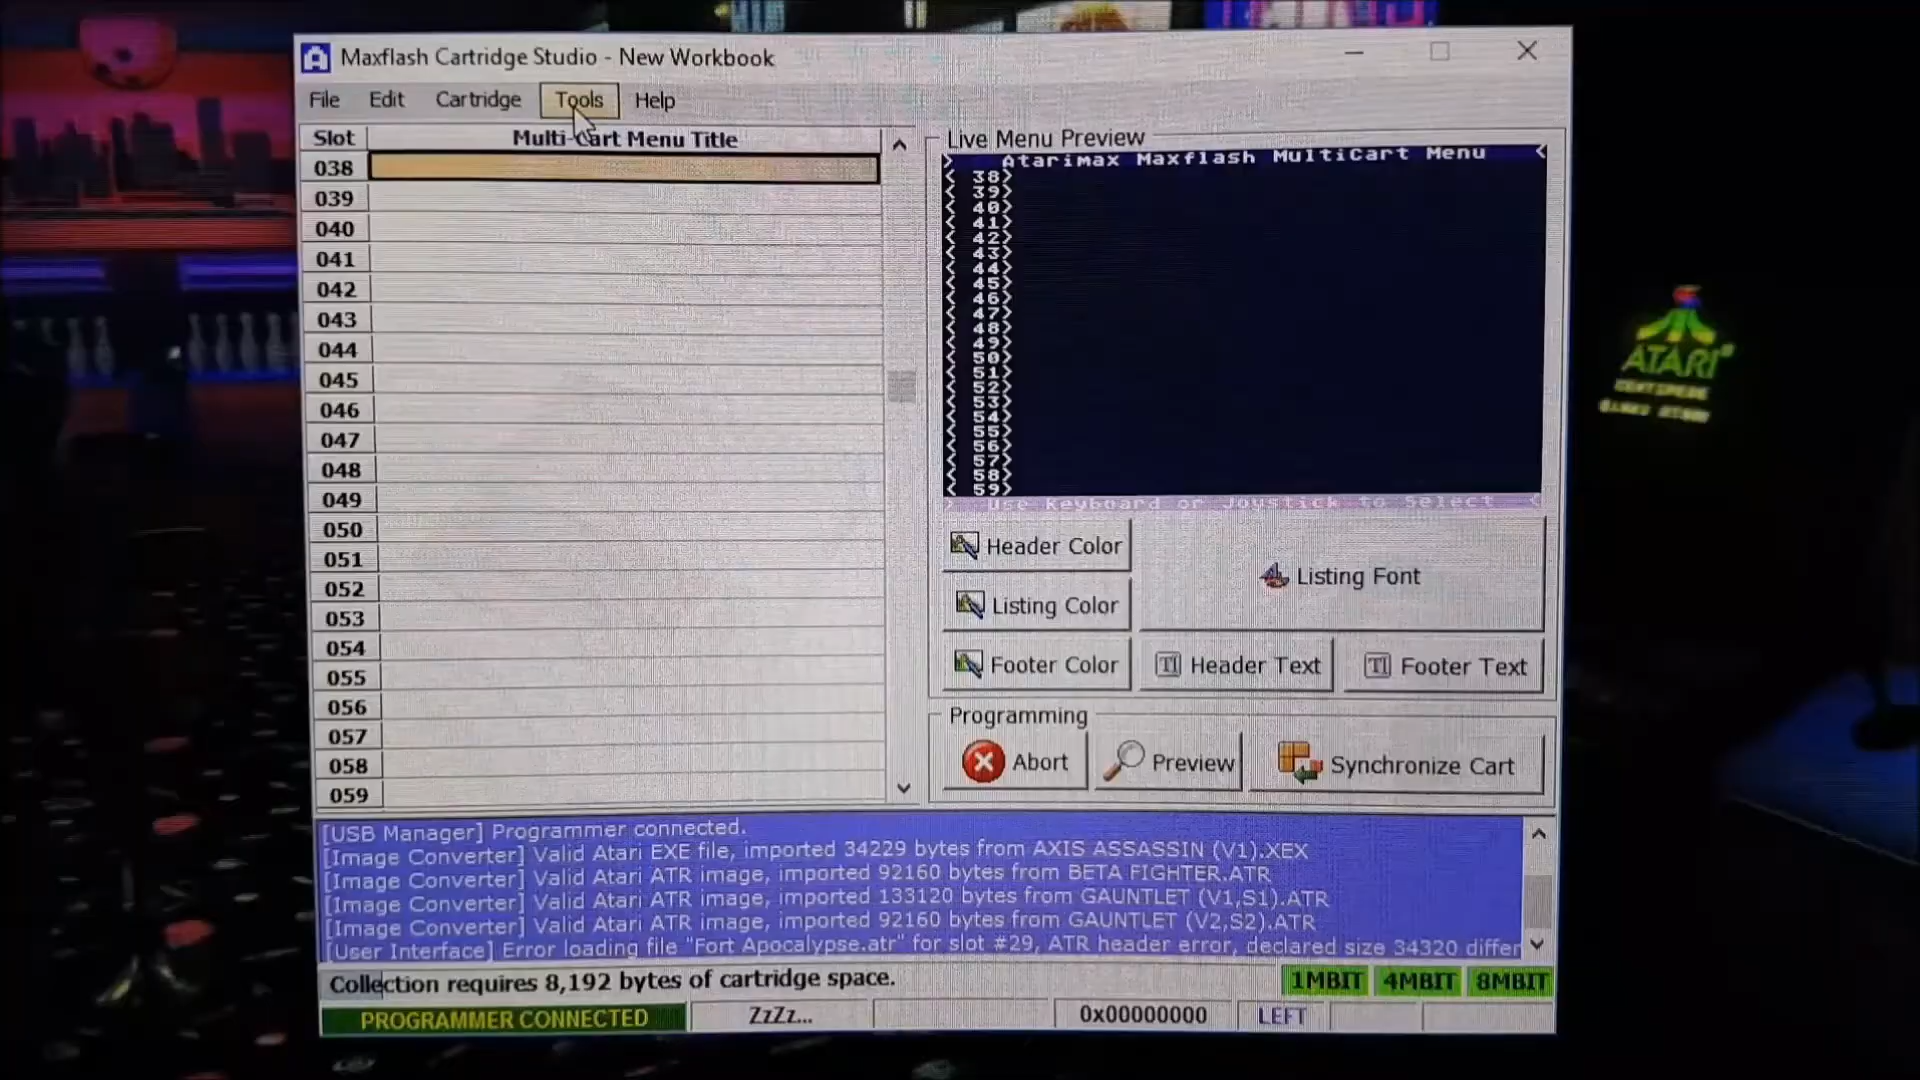 Maxflash Cartridge Studio - New Workbook
File Edit Cartridge Tools Help
Slot Multi-Cart Menu Title
038
039
040
041
042
043
044
045
046
047
048
049
050
051
052
053
054
055
056
057
058
059
Live Menu Preview
> Atarimax Maxflash MultiCart Menu <
< 38>
< 39>
< 40>
< 41>
< 42>
< 43>
< 44>
< 45>
< 46>
< 47>
< 48>
< 49>
< 50>
< 51>
< 52>
< 53>
< 54>
< 55>
< 56>
< 57>
< 58>
< 59>
> Use Keyboard or Joystick to Select <
Header Color
Listing Font
Listing Color
Footer Color
Header Text
Footer Text
Programming
Abort
Preview
Synchronize Cart
[USB Manager] Programmer connected.
[Image Converter] Valid Atari EXE file, imported 34229 bytes from AXIS ASSASSIN (V1).XEX
[Image Converter] Valid Atari ATR image, imported 92160 bytes from BETA FIGHTER.ATR
[Image Converter] Valid Atari ATR image, imported 133120 bytes from GAUNTLET (V1,S1).ATR
[Image Converter] Valid Atari ATR image, imported 92160 bytes from GAUNTLET (V2,S2).ATR
[User Interface] Error loading file "Fort Apocalypse.atr" for slot #29, ATR header error, declared size 34320 differ
Collection requires 8,192 bytes of cartridge space.
1MBIT 4MBIT 8MBIT
PROGRAMMER CONNECTED ZzZz... 0x00000000 LEFT
ATARI